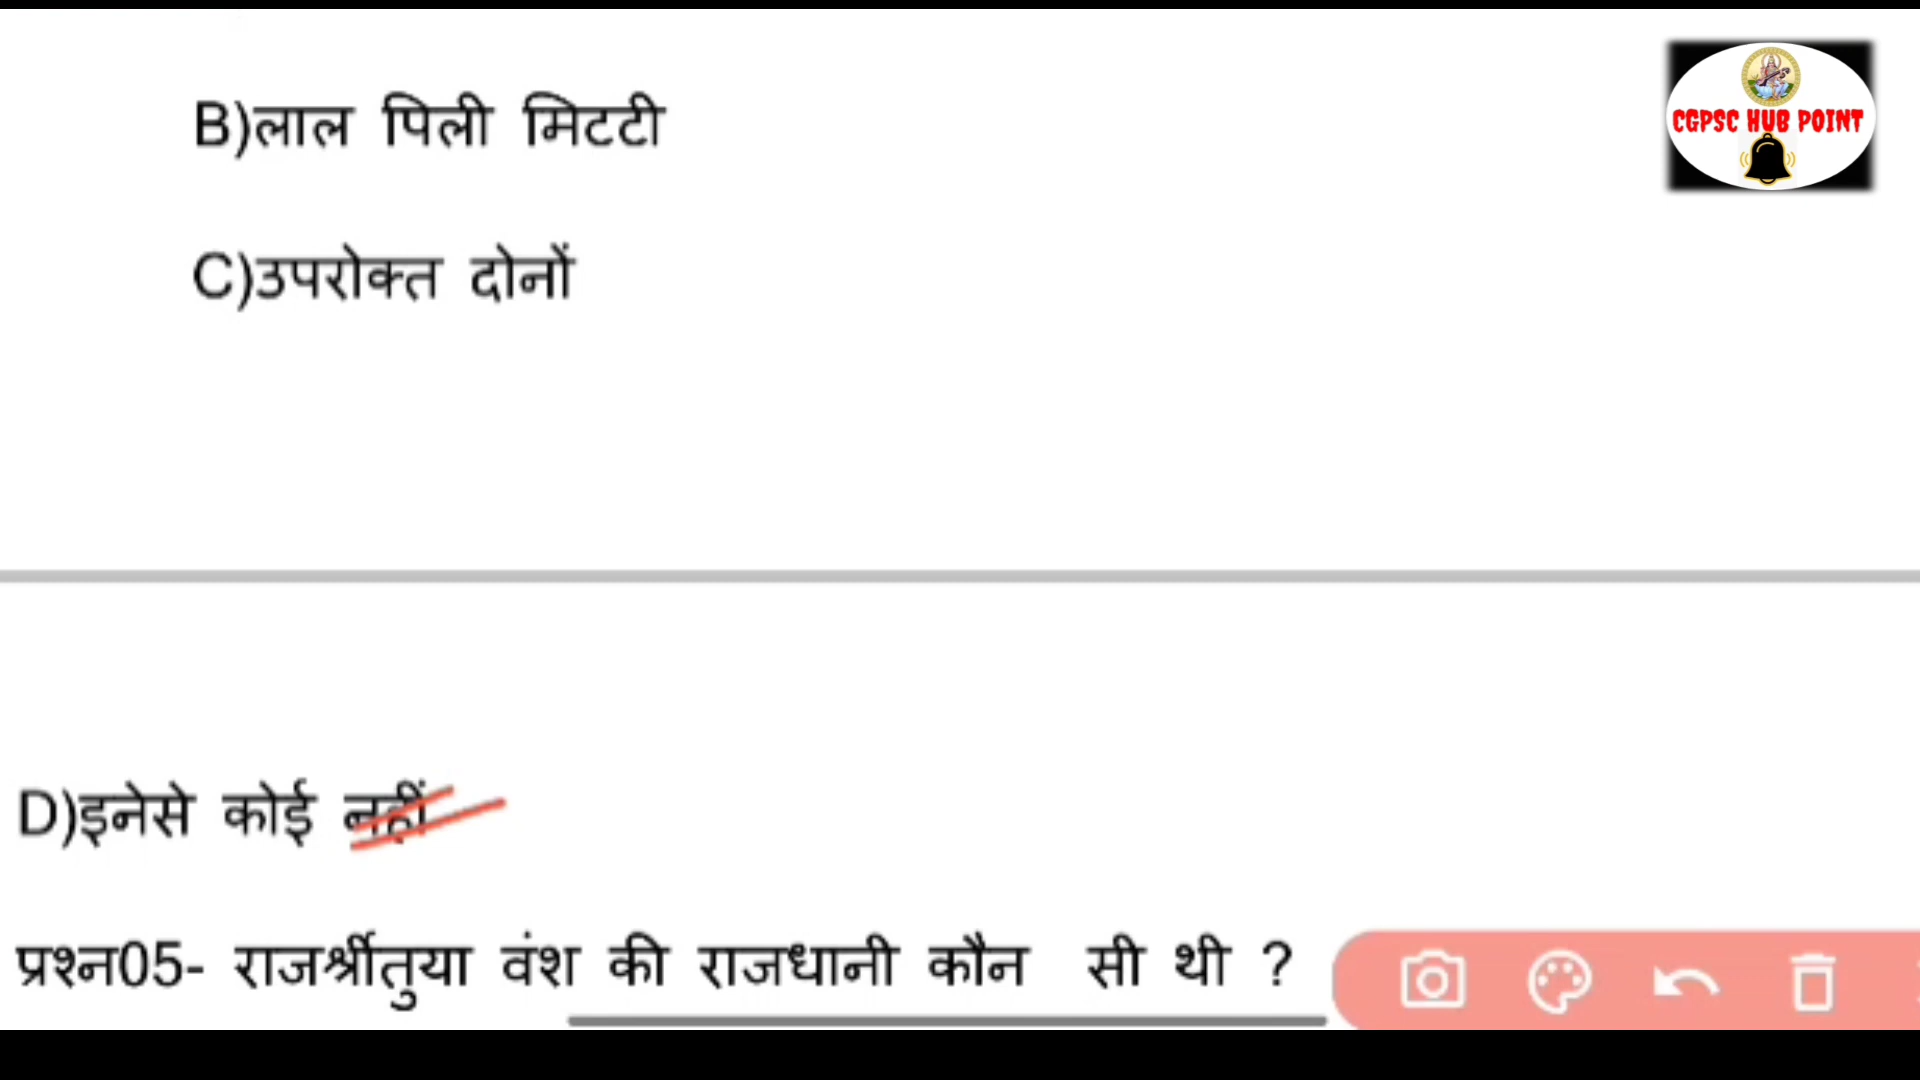 B)लाल पिली मिटटी
CGPSC HUB POINT
C)उपरोक्त दोनों
D)इनेसे कोई नहीं
प्रश्न05- राजर्श्रीतुया वंश की राजधानी कौन सी थी ?